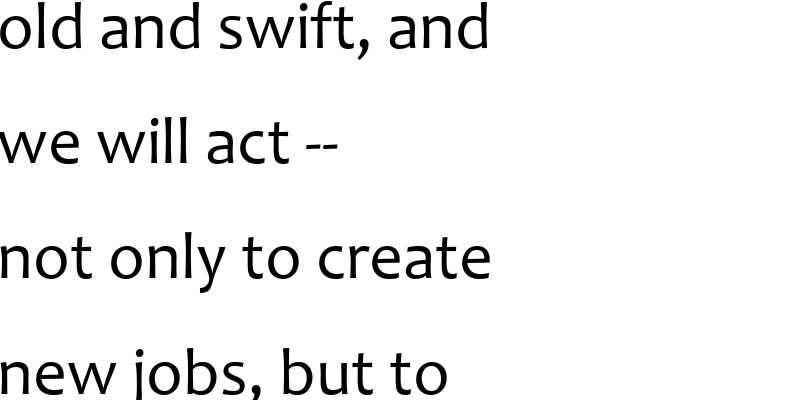 old and swift, and
we will act --
not only to create
new jobs, but to